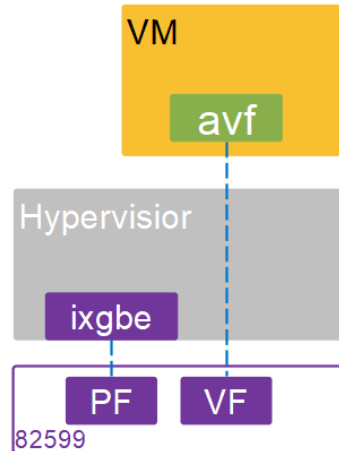 VM
avf
Hypervisior
ixgbe
PF
VF
82599